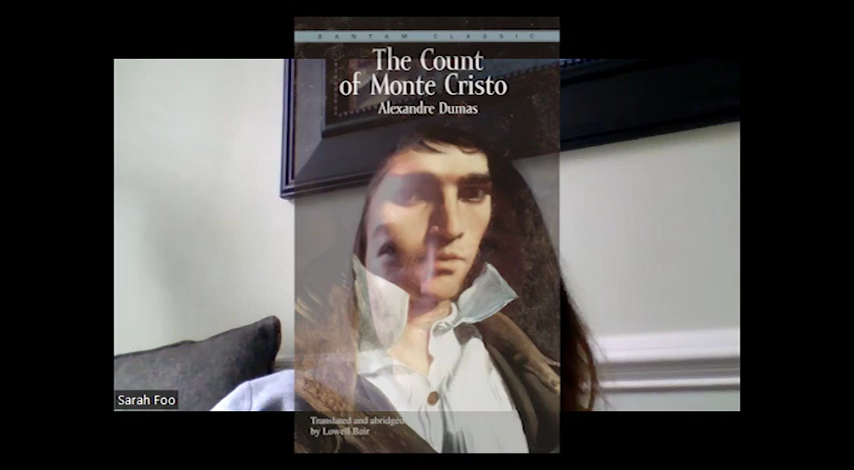 BANTAM CLASSIC
The Count
of Monte Cristo
Alexandre Dumas
Sarah Foo
Translated and abridged
by Lowell Bair